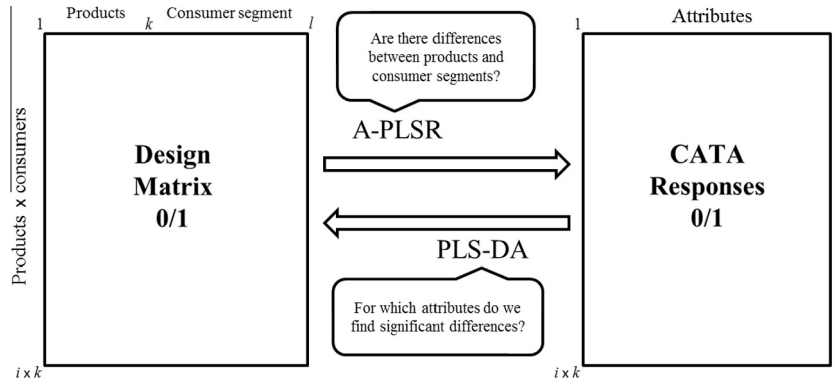 Products Consumer segment
1 k l
Products x consumers
Design
Matrix
0/1
i x k
Are there differences
between products and
consumer segments?
A-PLSR
PLS-DA
For which attributes do we
find significant differences?
Attributes
1
CATA
Responses
0/1
i x k